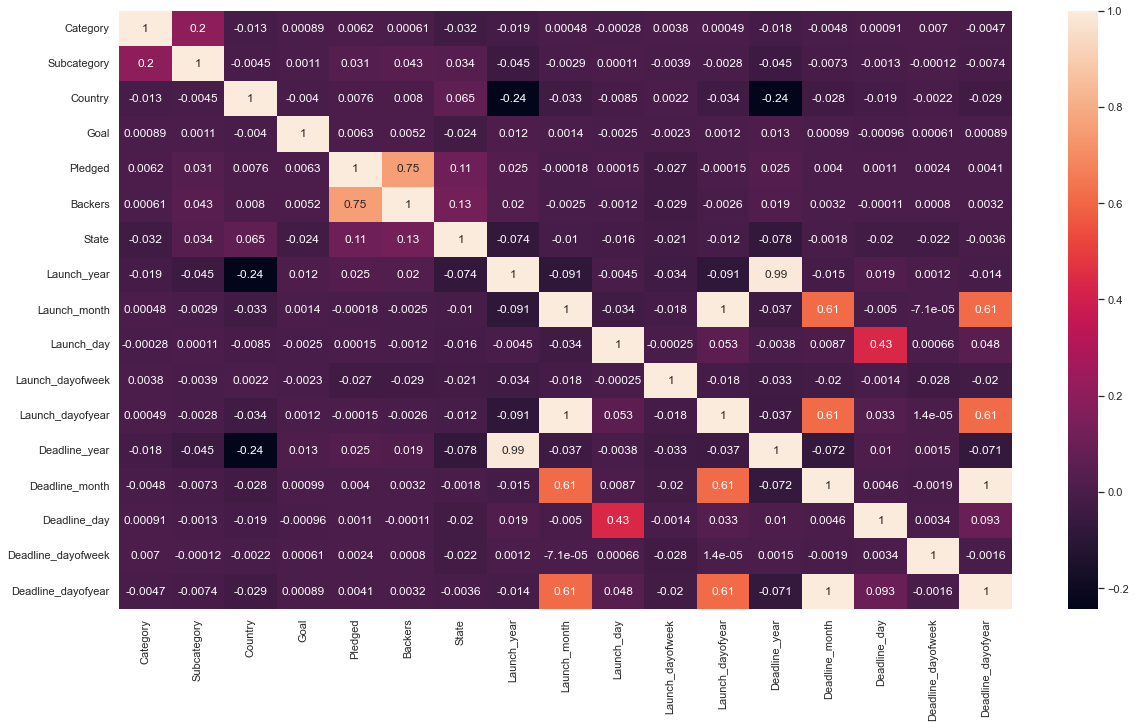 Category 1 0.2 -0.013 0.00089 0.0062 0.00061 -0.032 -0.019 0.00048 -0.00028 0.0038 0.00049 -0.018 -0.0048 0.00091 0.007 -0.0047
Subcategory 0.2 1 -0.0045 0.0011 0.031 0.043 0.034 -0.045 -0.0029 0.00011 -0.0039 -0.0028 -0.045 -0.0073 -0.0013 -0.00012 -0.0074
Country -0.013 -0.0045 1 -0.004 0.0076 0.008 0.065 -0.24 -0.033 -0.0085 0.0022 -0.034 -0.24 -0.028 -0.019 -0.0022 -0.029
Goal 0.00089 0.0011 -0.004 1 0.0063 0.0052 -0.024 0.012 0.0014 -0.0025 -0.0023 0.0012 0.013 0.00099 -0.00096 0.00061 0.00089
Pledged 0.0062 0.031 0.0076 0.0063 1 0.75 0.11 0.025 -0.00018 0.00015 -0.027 -0.00015 0.025 0.004 0.0011 0.0024 0.0041
Backers 0.00061 0.043 0.008 0.0052 0.75 1 0.13 0.02 -0.0025 -0.0012 -0.029 -0.0026 0.019 0.0032 -0.00011 0.0008 0.0032
State -0.032 0.034 0.065 -0.024 0.11 0.13 1 -0.074 -0.01 -0.016 -0.021 -0.012 -0.078 -0.0018 -0.02 -0.022 -0.0036
Launch_year -0.019 -0.045 -0.24 0.012 0.025 0.02 -0.074 1 -0.091 -0.0045 -0.034 -0.091 0.99 -0.015 0.019 0.0012 -0.014
Launch_month 0.00048 -0.0029 -0.033 0.0014 -0.00018 -0.0025 -0.01 -0.091 1 -0.034 -0.018 1 -0.037 0.61 -0.005 -7.1e-05 0.61
Launch_day -0.00028 0.00011 -0.0085 -0.0025 0.00015 -0.0012 -0.016 -0.0045 -0.034 1 -0.00025 0.053 -0.0038 0.0087 0.43 0.00066 0.048
Launch_dayofweek 0.0038 -0.0039 0.0022 -0.0023 -0.027 -0.029 -0.021 -0.034 -0.018 -0.00025 1 -0.018 -0.033 -0.02 -0.0014 -0.028 -0.02
Launch_dayofyear 0.00049 -0.0028 -0.034 0.0012 -0.00015 -0.0026 -0.012 -0.091 1 0.053 -0.018 1 -0.037 0.61 0.033 1.4e-05 0.61
Deadline_year -0.018 -0.045 -0.24 0.013 0.025 0.019 -0.078 0.99 -0.037 -0.0038 -0.033 -0.037 1 -0.072 0.01 0.0015 -0.071
Deadline_month -0.0048 -0.0073 -0.028 0.00099 0.004 0.0032 -0.0018 -0.015 0.61 0.0087 -0.02 0.61 -0.072 1 0.0046 -0.0019 1
Deadline_day 0.00091 -0.0013 -0.019 -0.00096 0.0011 -0.00011 -0.02 0.019 -0.005 0.43 -0.0014 0.033 0.01 0.0046 1 0.0034 0.093
Deadline_dayofweek 0.007 -0.00012 -0.0022 0.00061 0.0024 0.0008 -0.022 0.0012 -7.1e-05 0.00066 -0.028 1.4e-05 0.0015 -0.0019 0.0034 1 -0.0016
Deadline_dayofyear -0.0047 -0.0074 -0.029 0.00089 0.0041 0.0032 -0.0036 -0.014 0.61 0.048 -0.02 0.61 -0.071 1 0.093 -0.0016 1
Category
Subcategory
Country
Goal
Pledged
Backers
State
Launch_year
Launch_month
Launch_day
Launch_dayofweek
Launch_dayofyear
Deadline_year
Deadline_month
Deadline_day
Deadline_dayofweek
Deadline_dayofyear
1.0
0.8
0.6
0.4
0.2
0.0
−0.2